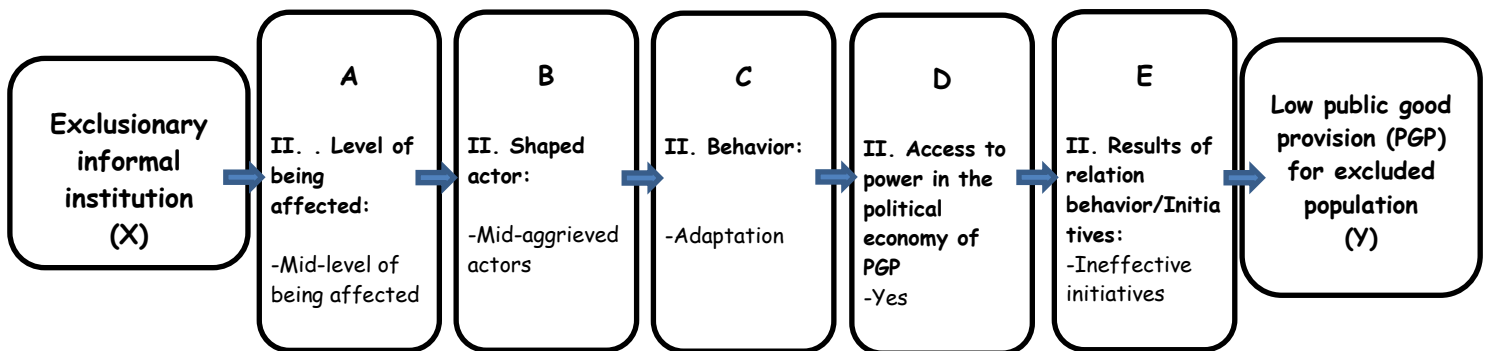 Exclusionary
informal
institution
(X)
A
II. . Level of
being
affected:
-Mid-level of
being affected
B
II. Shaped
actor:
-Mid-aggrieved
actors
C
II. Behavior:
-Adaptation
D
II. Access to
power in the
political
economy of
PGP
-Yes
E
II. Results of
relation
behavior/Initia
tives:
-Ineffective
initiatives
Low public good
provision (PGP)
for excluded
population
(Y)